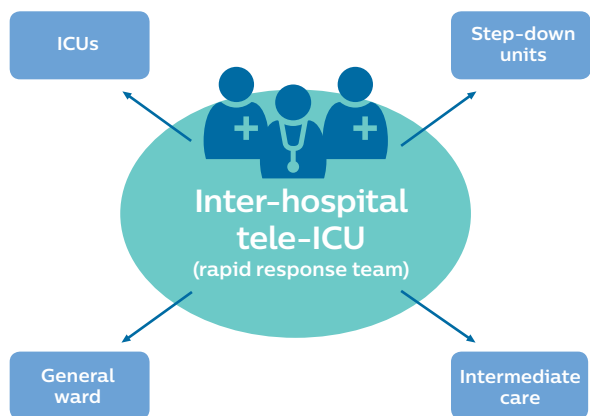 ICUs
Step-down
units
Inter-hospital
tele-ICU
(rapid response team)
General
ward
Intermediate
care